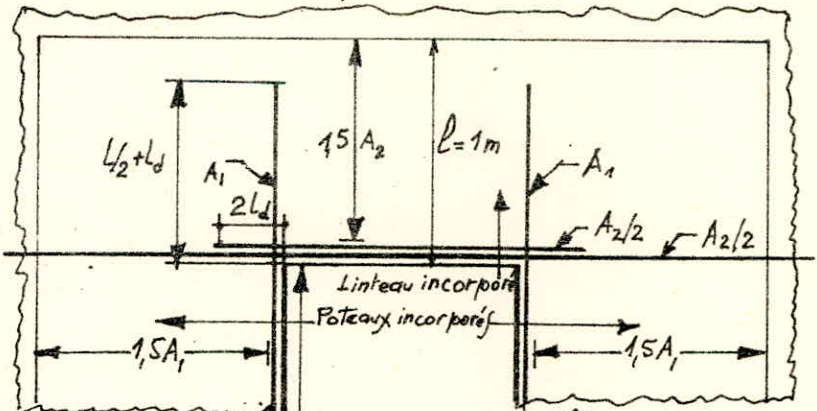 L/2+Ld
A1
2Ld
1,5 A2
l=1m
A1
A2/2
A2/2
Linteau incorporé
Poteaux incorporés
1,5A1
1,5A1